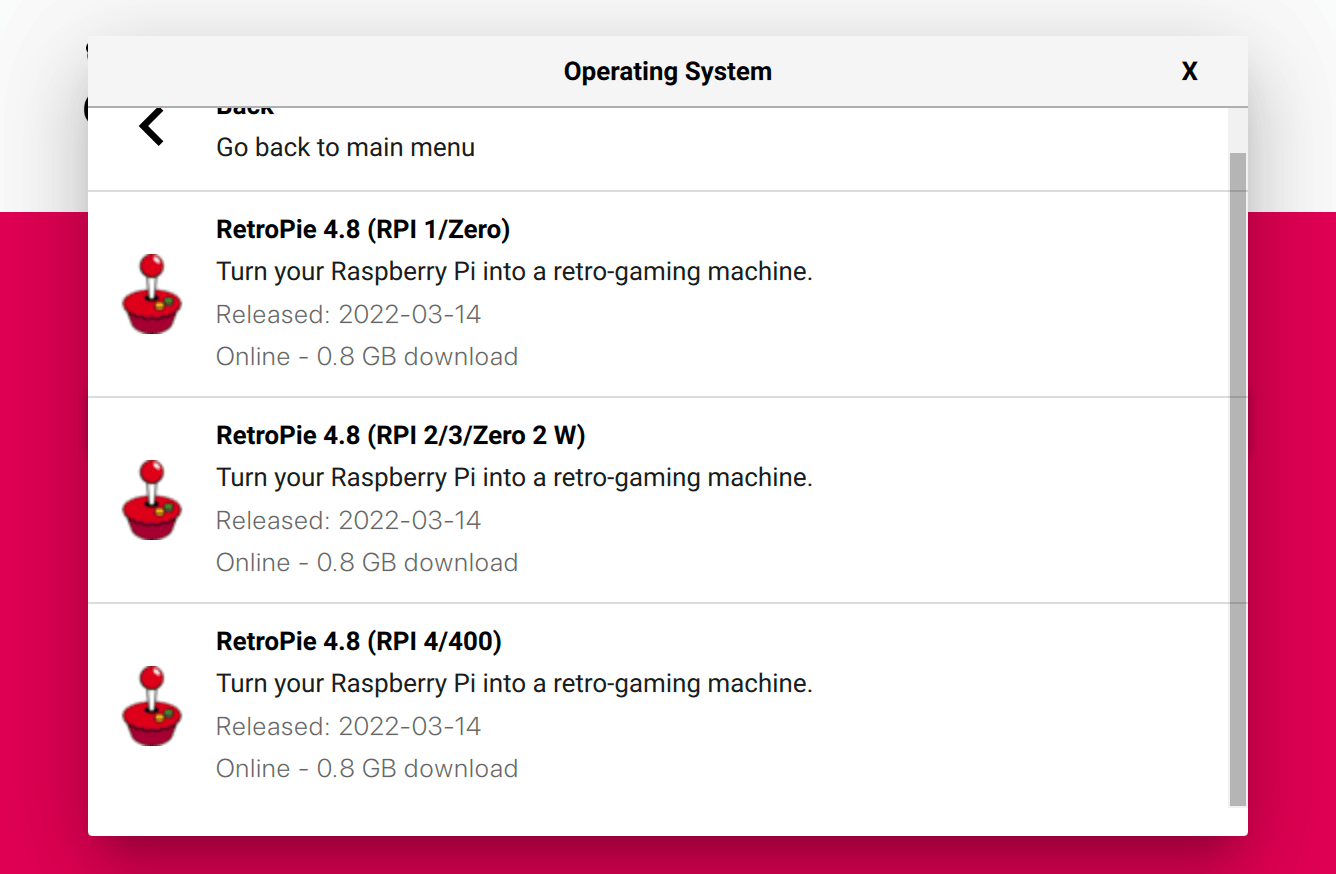 Operating System
X
Back
Go back to main menu
RetroPie 4.8 (RPI 1/Zero)
Turn your Raspberry Pi into a retro-gaming machine.
Released: 2022-03-14
Online - 0.8 GB download
RetroPie 4.8 (RPI 2/3/Zero 2 W)
Turn your Raspberry Pi into a retro-gaming machine.
Released: 2022-03-14
Online - 0.8 GB download
RetroPie 4.8 (RPI 4/400)
Turn your Raspberry Pi into a retro-gaming machine.
Released: 2022-03-14
Online - 0.8 GB download